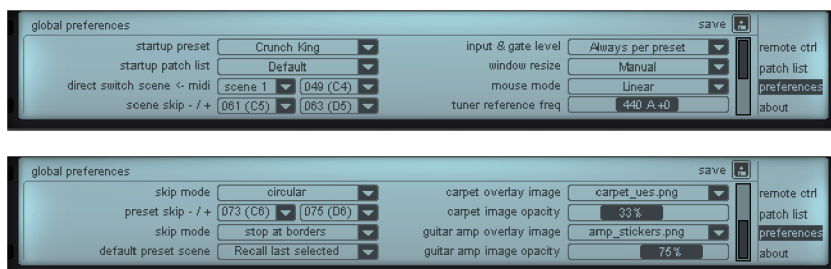 global preferences save
startup preset Crunch King input & gate level Always per preset remote ctrl
startup patch list Default window resize Manual patch list
direct switch scene <- midi scene 1 049 (C4) mouse mode Linear preferences
scene skip - / + 061 (C5) 063 (D5) tuner reference freq 440 A +0 about
global preferences save
skip mode circular carpet overlay image carpet_ues.png remote ctrl
preset skip - / + 073 (C6) 075 (D6) carpet image opacity 33% patch list
skip mode stop at borders guitar amp overlay image amp_stickers.png preferences
default preset scene Recall last selected guitar amp image opacity 75% about